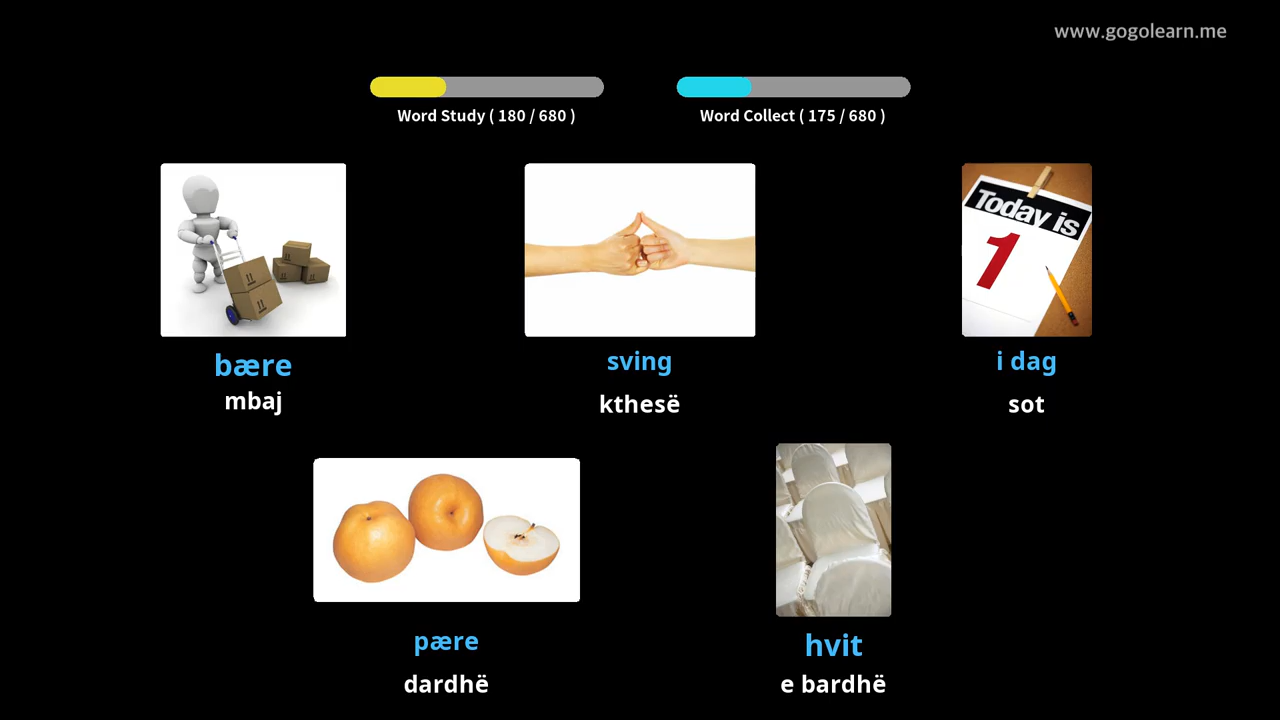 www.gogolearn.me
Word Study ( 180 / 680 )
Word Collect ( 175 / 680 )
Today is
1
bære
mbaj
sving
kthesë
i dag
sot
pære
dardhë
hvit
e bardhë